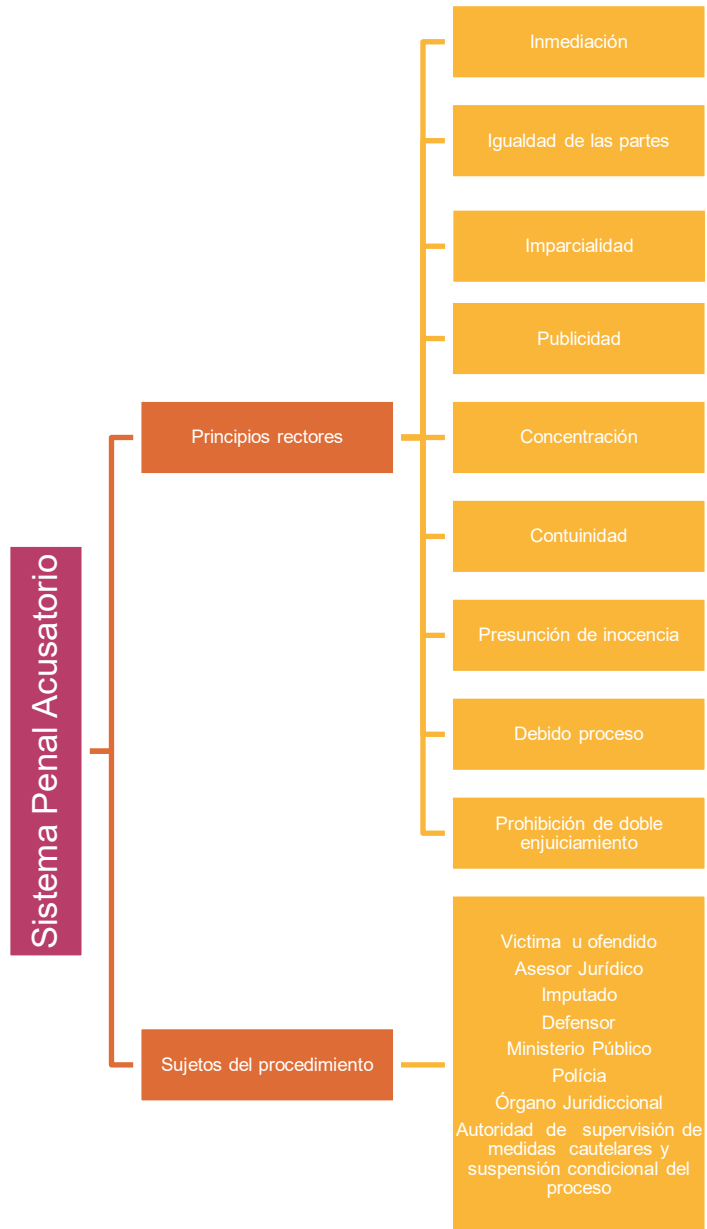 Sistema Penal Acusatorio
Principios rectores
Inmediación
Igualdad de las partes
Imparcialidad
Publicidad
Concentración
Contuinidad
Presunción de inocencia
Debido proceso
Prohibición de doble
enjuiciamiento
Sujetos del procedimiento
Victima u ofendido
Asesor Jurídico
Imputado
Defensor
Ministerio Público
Polícia
Órgano Juridiccional
Autoridad de supervisión de
medidas cautelares y
suspensión condicional del
proceso